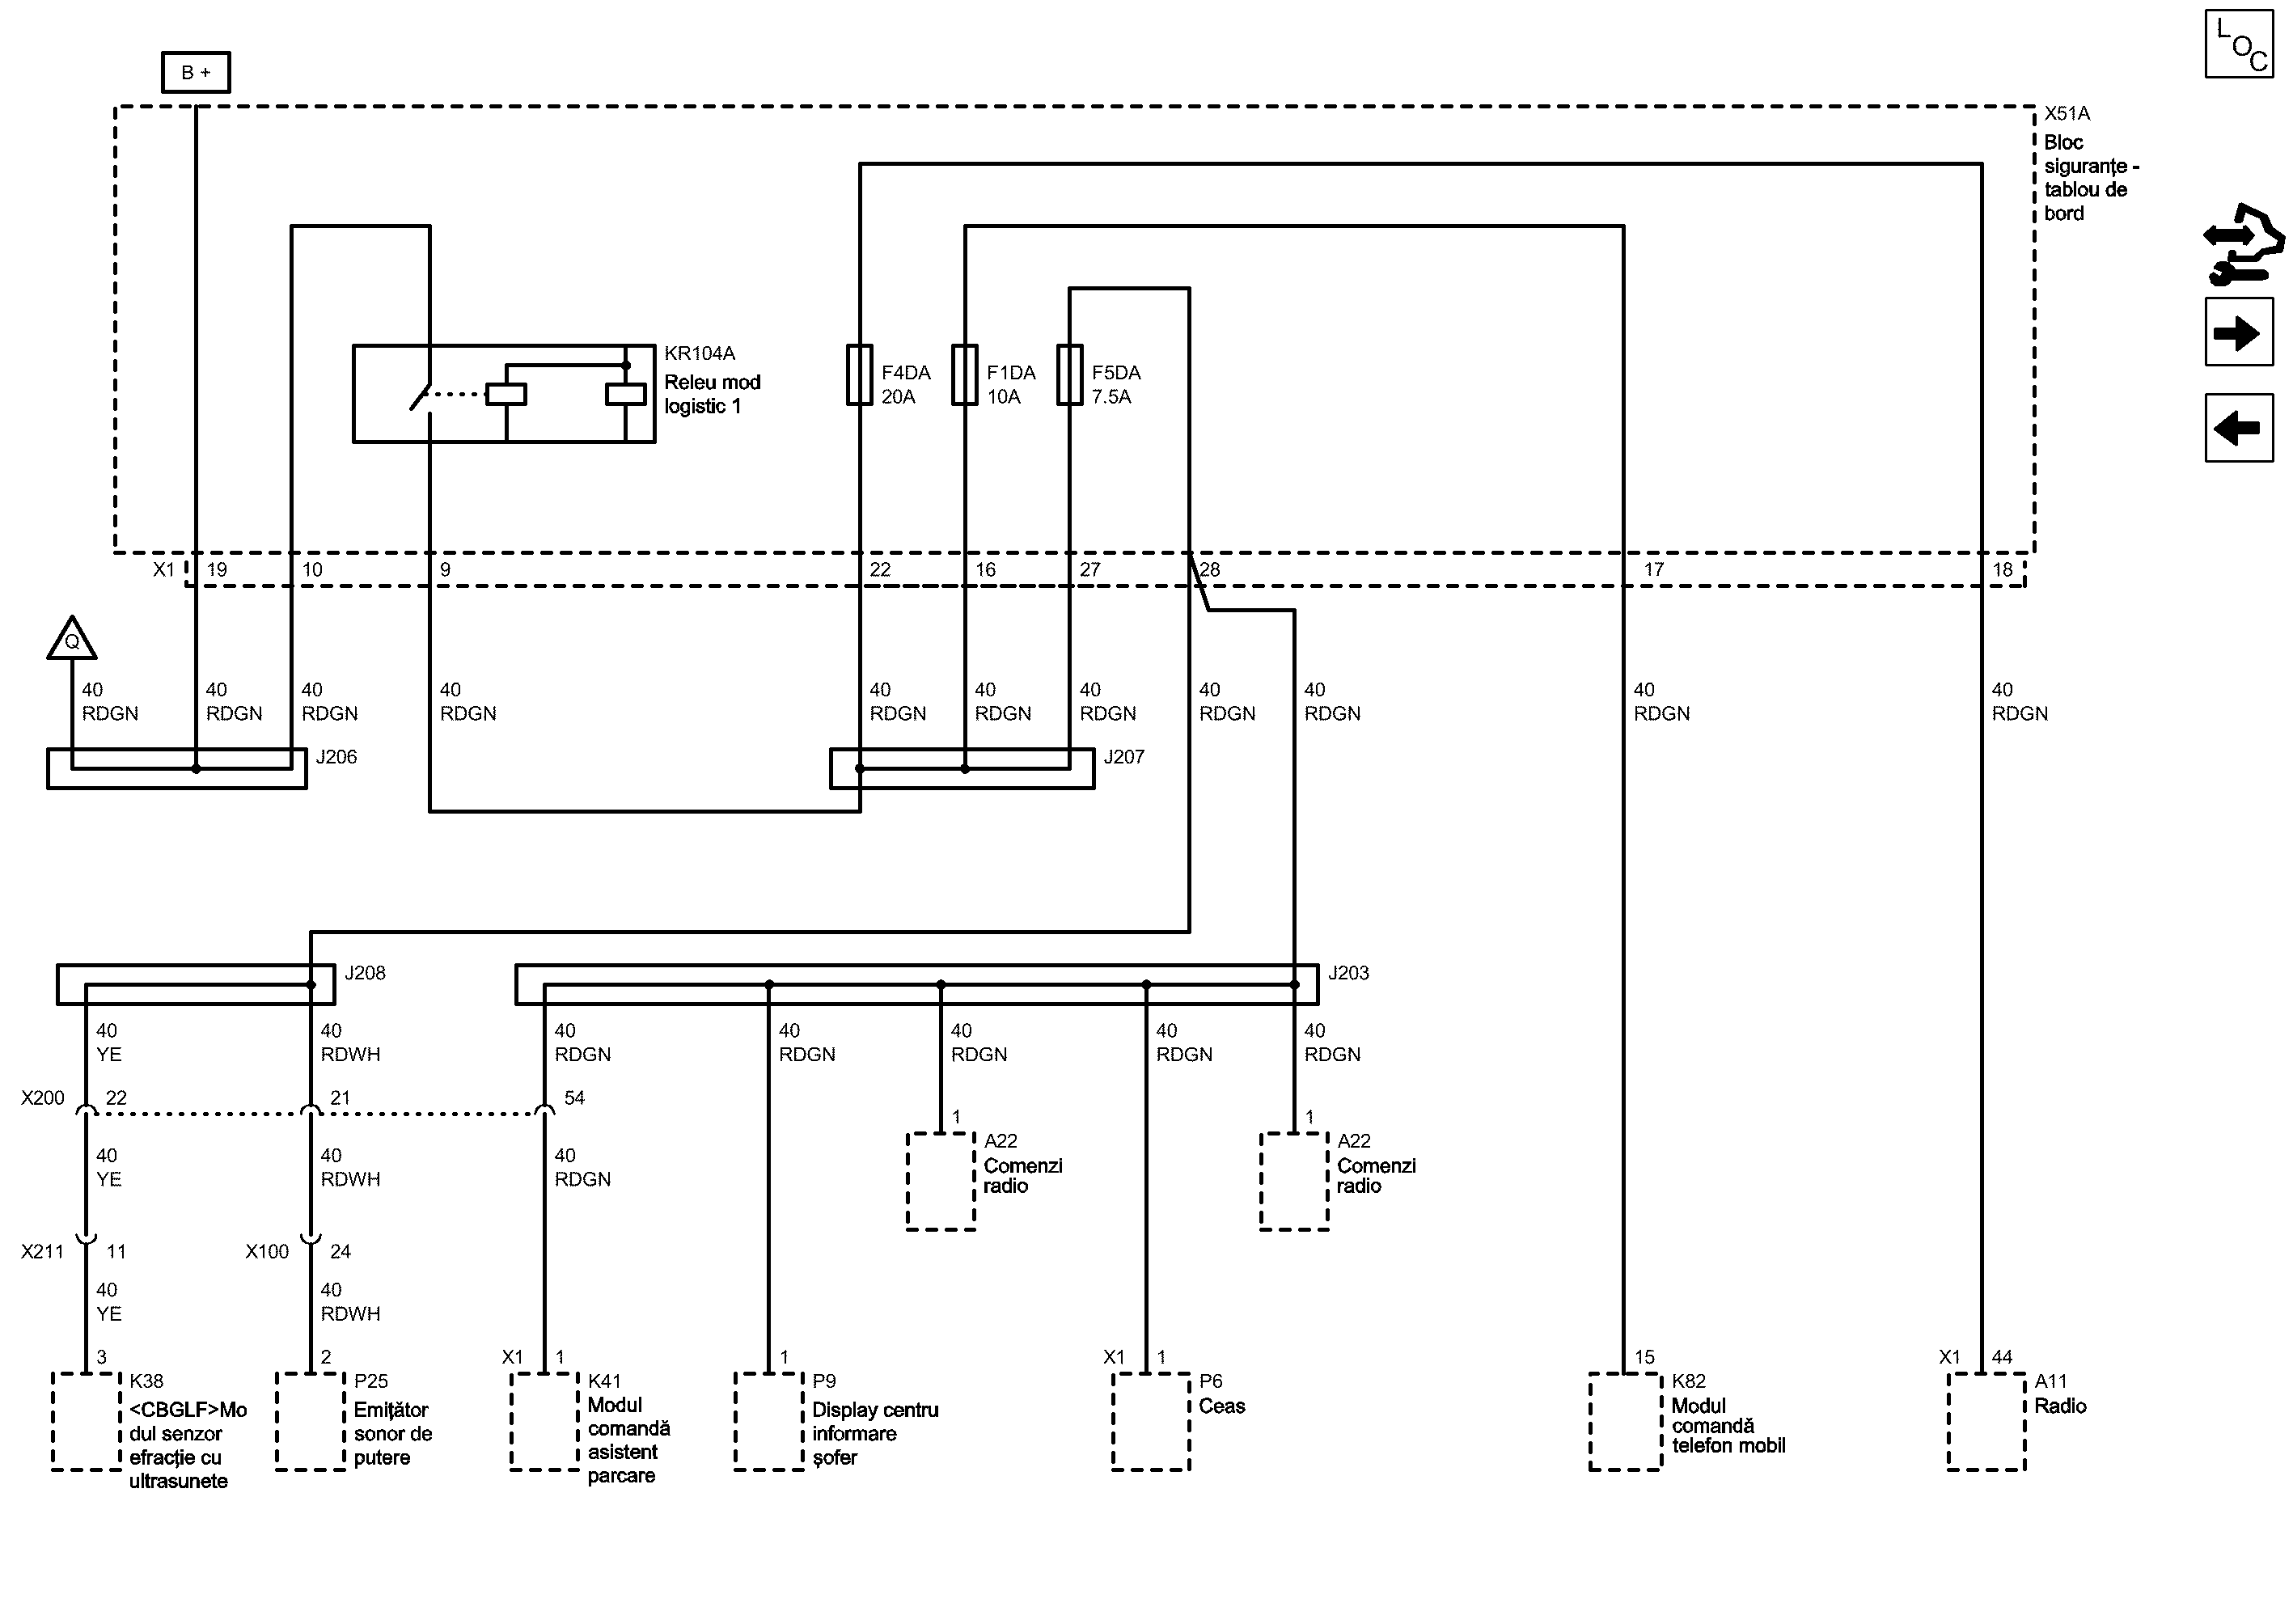 L
O
C
B +
X51A
Bloc
siguranțe -
tablou de
bord
KR104A
Releu mod
logistic 1
F4DA
20A
F1DA
10A
F5DA
7.5A
X1 19 10 9 22 16 27 28 17 18
Q
40 40 40 40 40 40 40 40 40 40 40
RDGN RDGN RDGN RDGN RDGN RDGN RDGN RDGN RDGN RDGN RDGN
J206
J207
J208
J203
40 40 40 40 40 40 40
YE RDWH RDGN RDGN RDGN RDGN RDGN
X200 22 21 54
1 1
A22
Comenzi
radio
A22
Comenzi
radio
40 40 40
YE RDWH RDGN
X211 11 X100 24
40 40
YE RDWH
3 2 X1 1 1 X1 1 15 X1 44
K38
<CBGLF>Mo
dul senzor
efracție cu
ultrasunete
P25
Emițător
sonor de
putere
K41
Modul
comandă
asistent
parcare
P9
Display centru
informare
șofer
P6
Ceas
K82
Modul
comandă
telefon mobil
A11
Radio